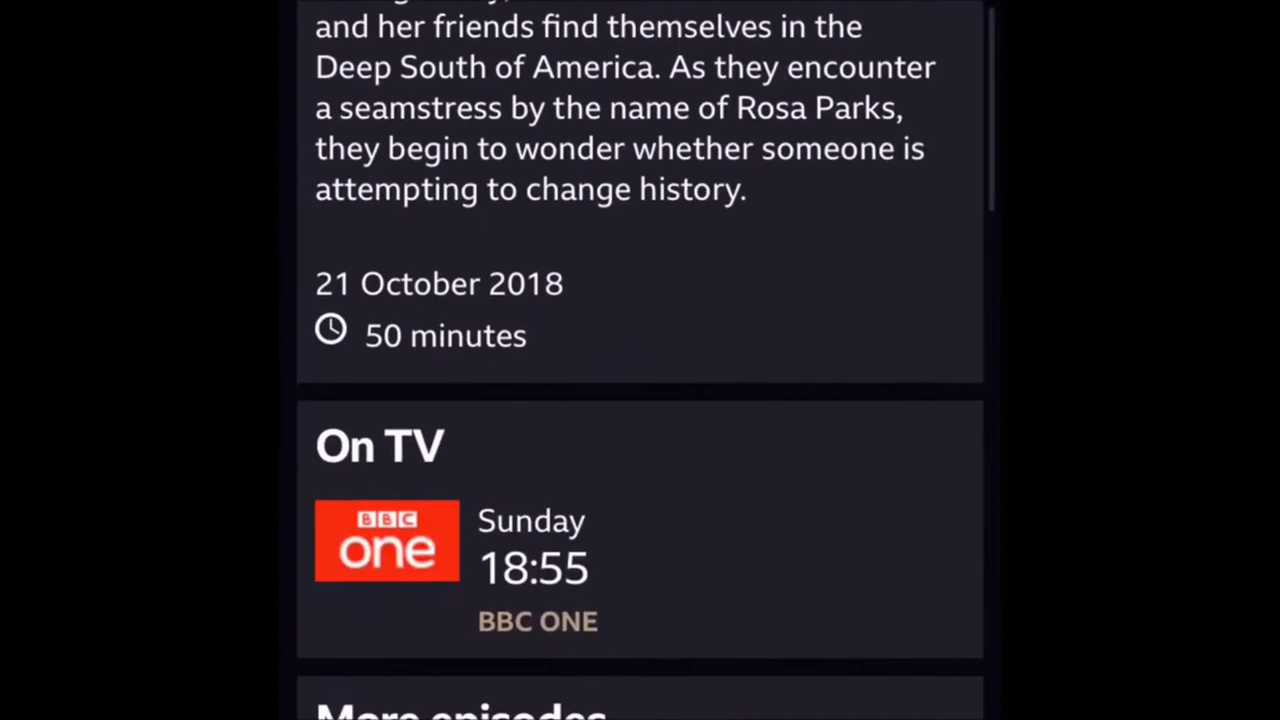 and her friends find themselves in the
Deep South of America. As they encounter
a seamstress by the name of Rosa Parks,
they begin to wonder whether someone is
attempting to change history.
21 October 2018
50 minutes
On TV
BBC
one
Sunday
18:55
BBC ONE
More episodes